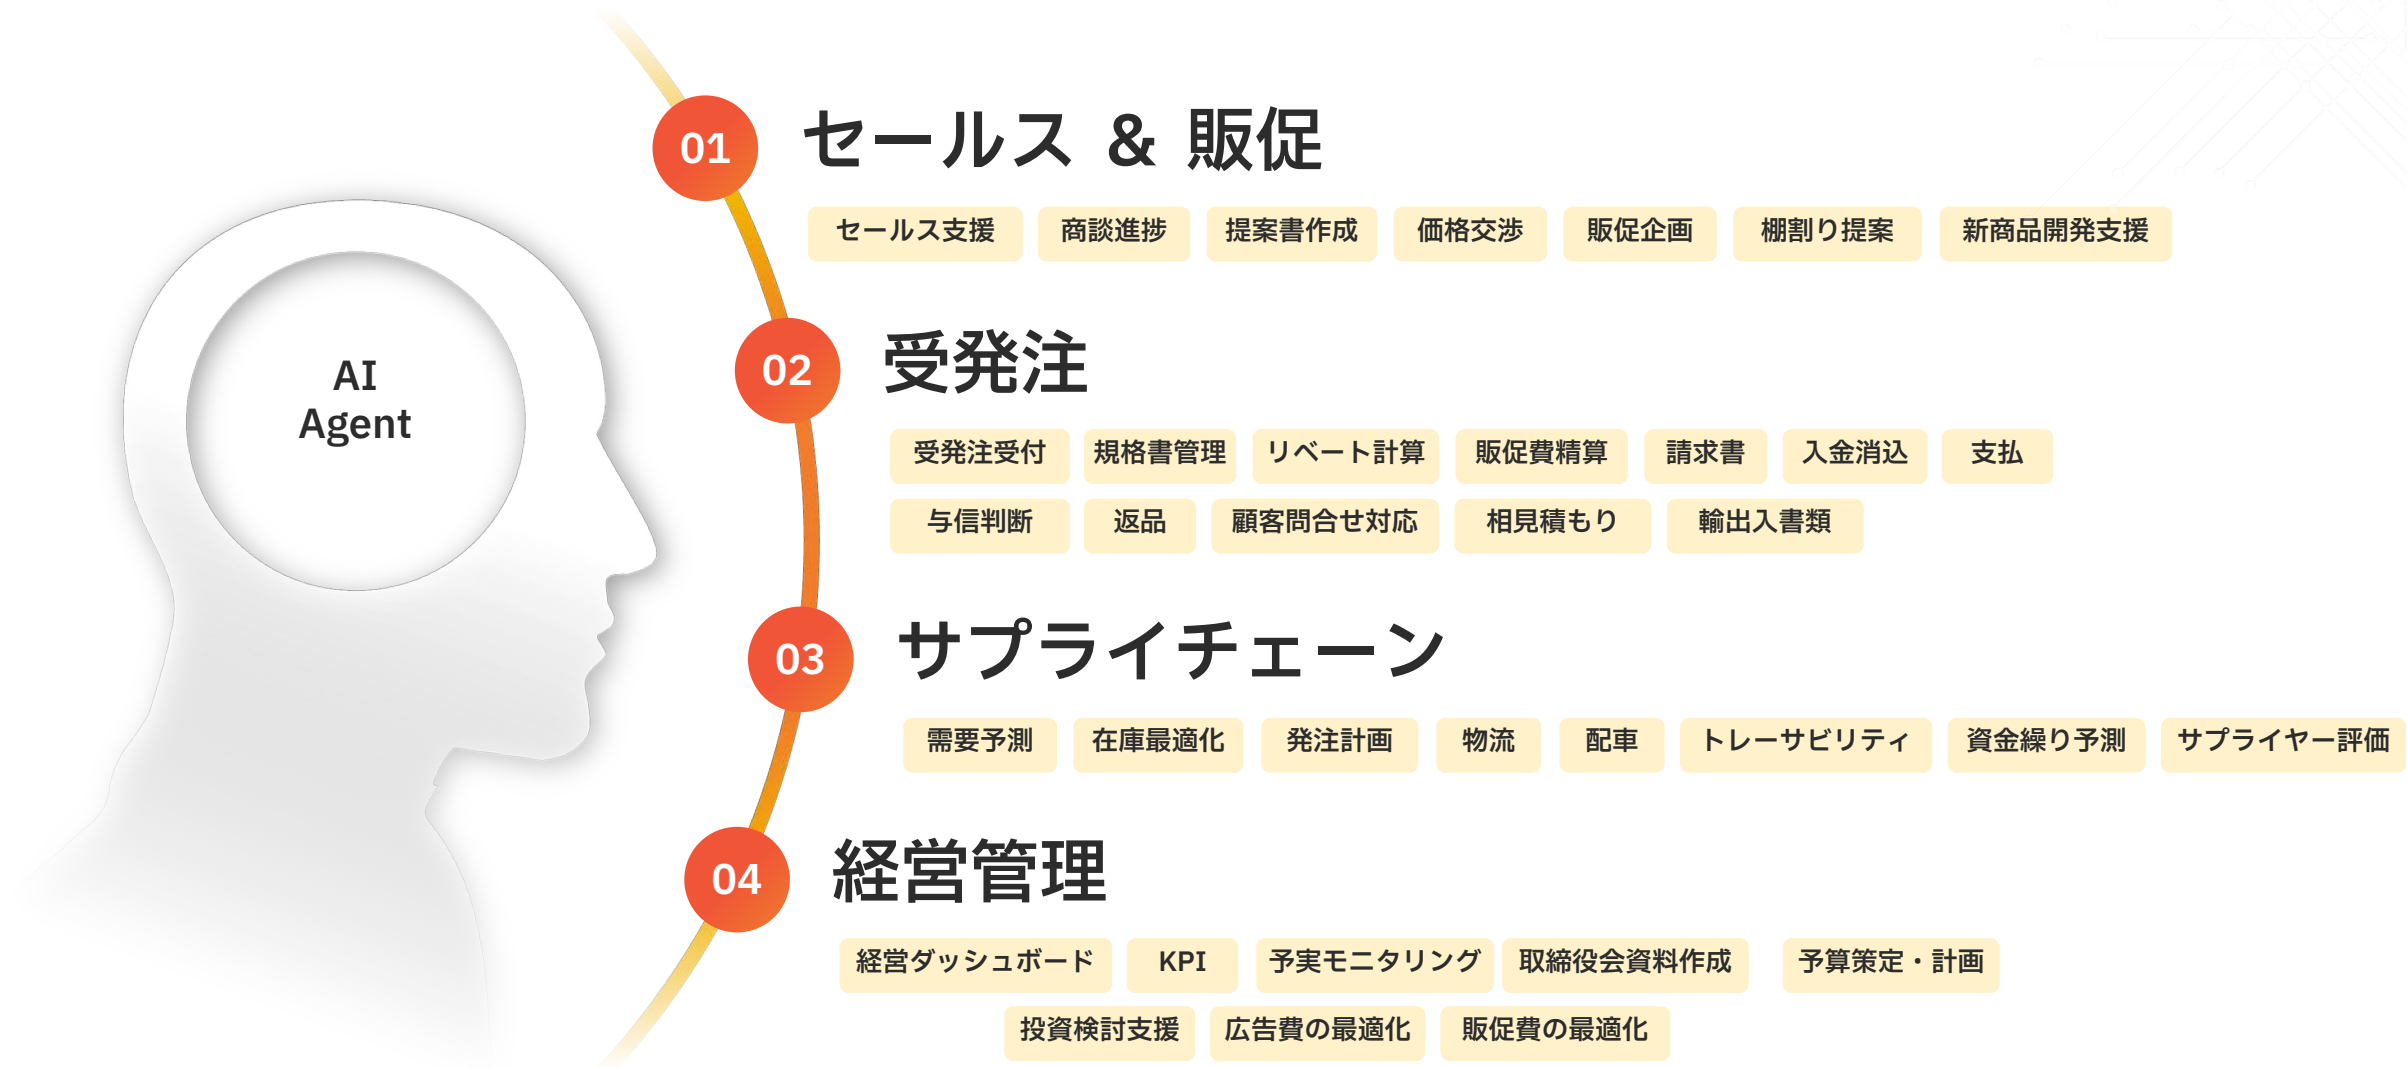 AI
Agent
01
セールス & 販促
セールス支援 商談進捗 提案書作成 価格交渉 販促企画 棚割り提案 新商品開発支援
02
受発注
受発注受付 規格書管理 リベート計算 販促費精算 請求書 入金消込 支払
与信判断 返品 顧客問合せ対応 相見積もり 輸出入書類
03
サプライチェーン
需要予測 在庫最適化 発注計画 物流 配車 トレーサビリティ 資金繰り予測 サプライヤー評価
04
経営管理
経営ダッシュボード KPI 予実モニタリング 取締役会資料作成 予算策定・計画
投資検討支援 広告費の最適化 販促費の最適化